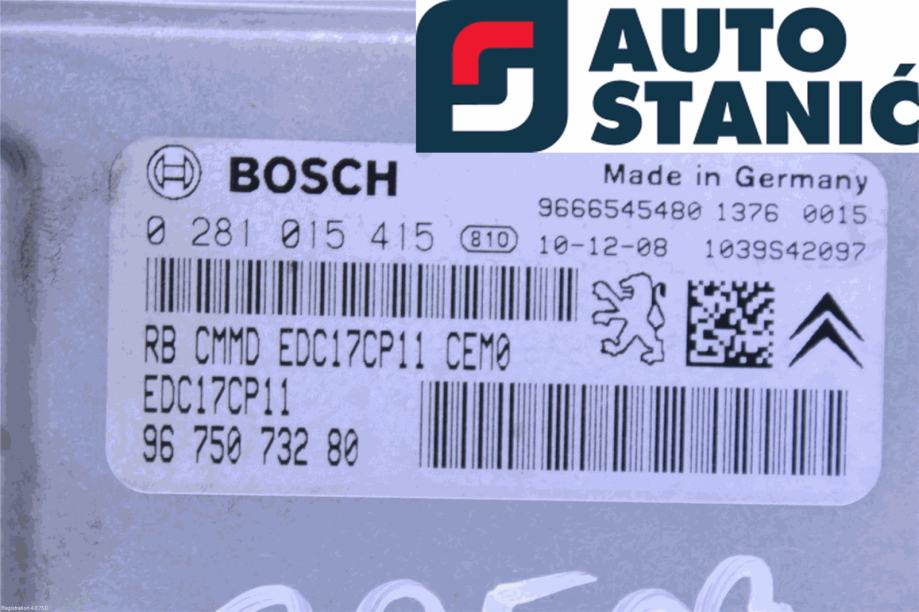 AUTO
STANIĆ
BOSCH
Made in Germany
9666545480 1376 0015
0 281 015 415 810
10-12-08 1039S42097
RB CMMD EDC17CP11 CEM0
EDC17CP11
96 750 732 80